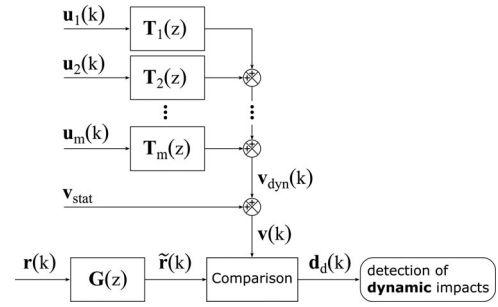 u1(k)
T1(z)
u2(k)
T2(z)
um(k)
Tm(z)
vdyn(k)
vstat
v(k)
r(k)
G(z)
r̃(k)
Comparison
dd(k)
detection of
dynamic impacts